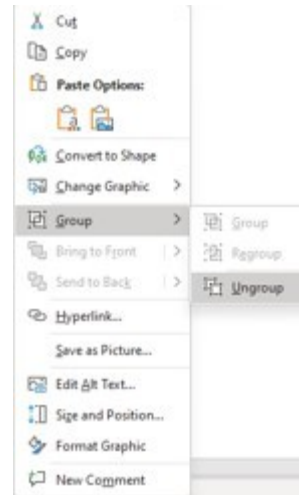 Cut
Copy
Paste Options:
Convert to Shape
Change Graphic
Group
Group
Bring to Front
Regroup
Send to Back
Ungroup
Hyperlink...
Save as Picture...
Edit Alt Text...
Size and Position...
Format Graphic
New Comment